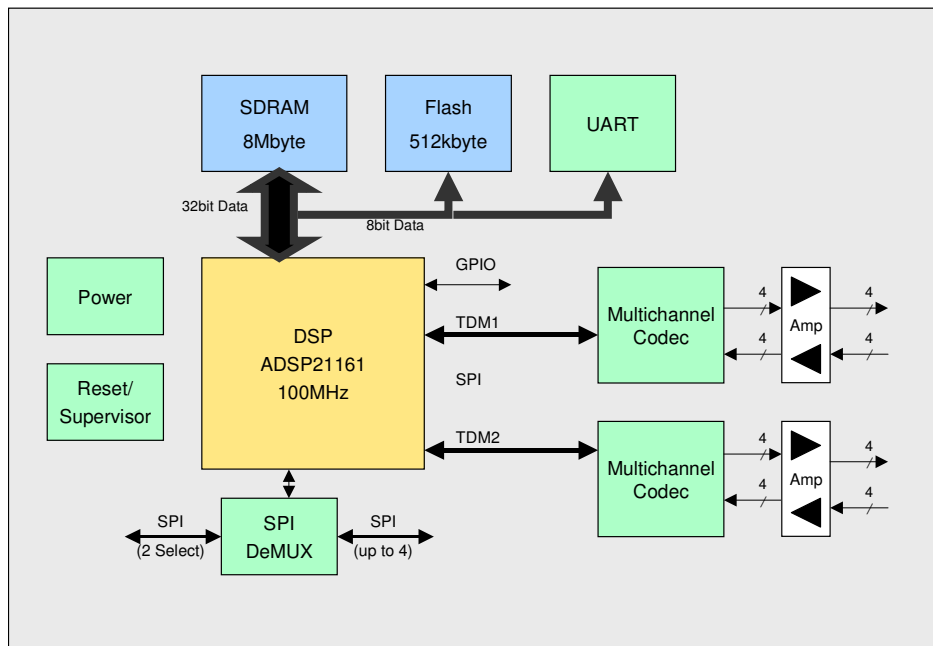 SDRAM
8Mbyte
Flash
512kbyte
UART
32bit Data
8bit Data
Power
Reset/
Supervisor
DSP
ADSP21161
100MHz
GPIO
TDM1
SPI
TDM2
Multichannel
Codec
4
4
Amp
4
4
Multichannel
Codec
4
4
Amp
4
4
SPI
(2 Select)
SPI
DeMUX
SPI
(up to 4)